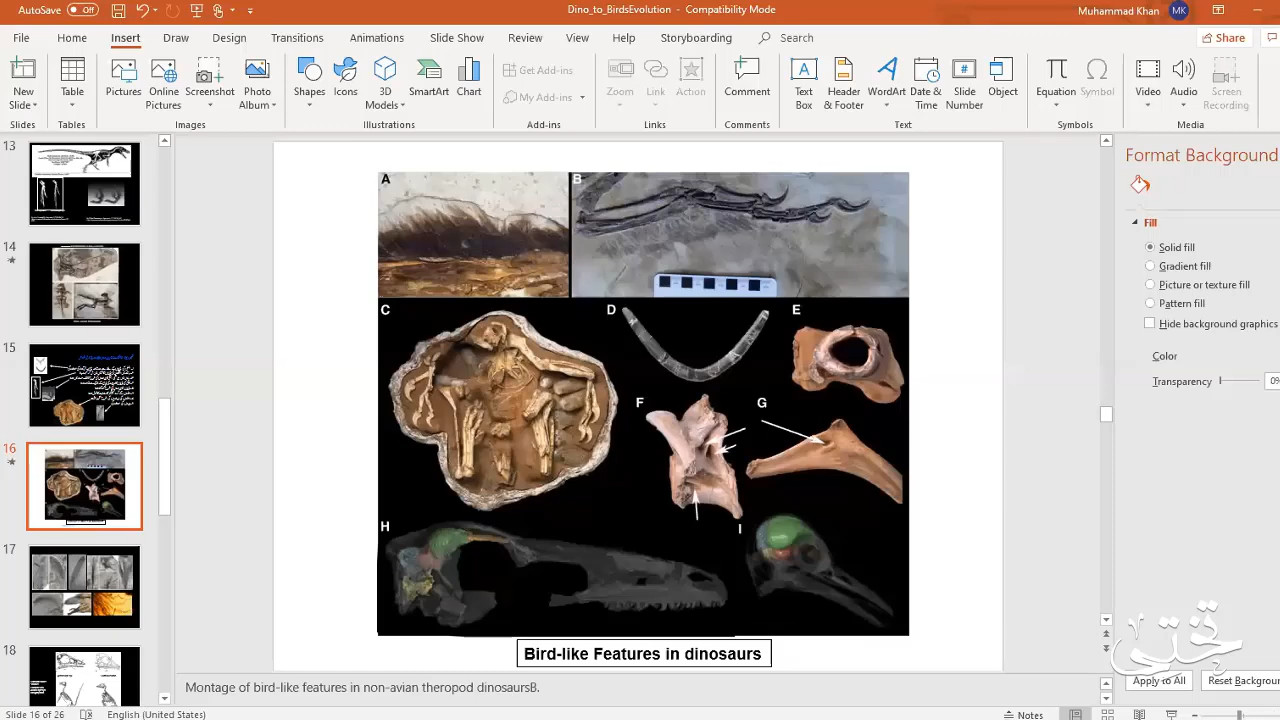 AutoSave Off
Dino_to_BirdsEvolution - Compatibility Mode
Muhammad Khan MK
File Home Insert Draw Design Transitions Animations Slide Show Review View Help Storyboarding Search
Share
New Slide
Table
Pictures
Online Pictures
Screenshot
Photo Album
Shapes
Icons
3D Models
SmartArt
Chart
Get Add-ins
My Add-ins
Zoom
Link
Action
Comment
Text Box
Header & Footer
WordArt
Date & Time
Slide Number
Object
Equation
Symbol
Video
Audio
Screen Recording
Slides Tables Images Illustrations Add-ins Links Comments Text Symbols Media
13
14
15
16
17
18
A B
C D E
F G
H I
Bird-like Features in dinosaurs
Montage of bird-like features in non-avian theropod dinosaursB.
Format Background
Fill
Solid fill
Gradient fill
Picture or texture fill
Pattern fill
Hide background graphics
Color
Transparency 0%
Apply to All Reset Background
Slide 16 of 26 English (United States) Notes